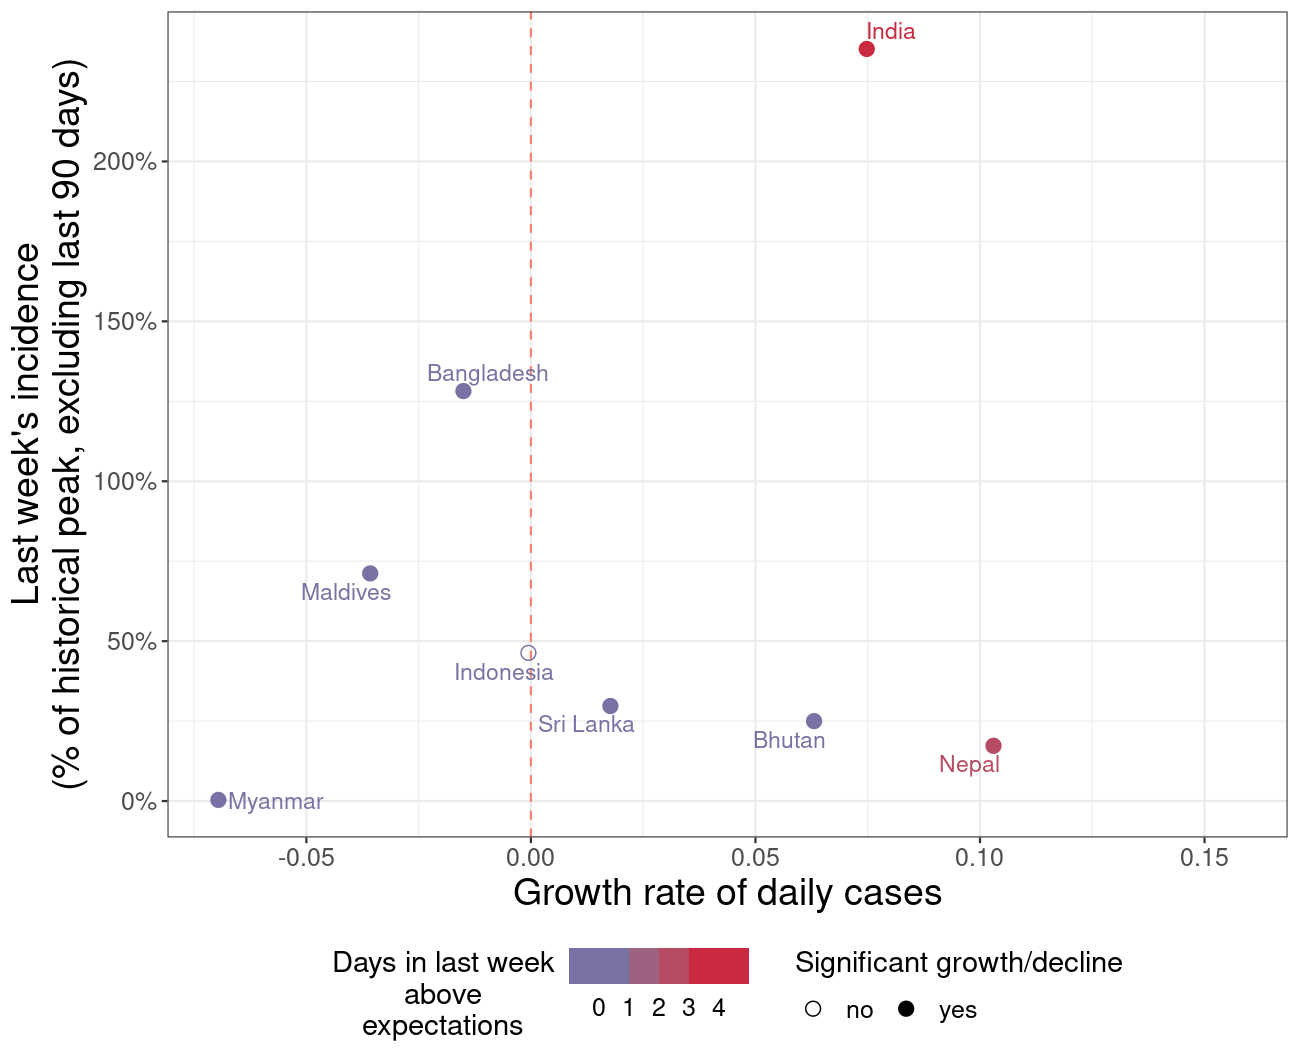 India
Bangladesh
Maldives
Indonesia
Sri Lanka
Bhutan
Nepal
Myanmar
200%
150%
100%
50%
0%
-0.05 0.00 0.05 0.10 0.15
Last week's incidence
(% of historical peak, excluding last 90 days)
Growth rate of daily cases
Days in last week
above
expectations
0 1 2 3 4
Significant growth/decline
no yes